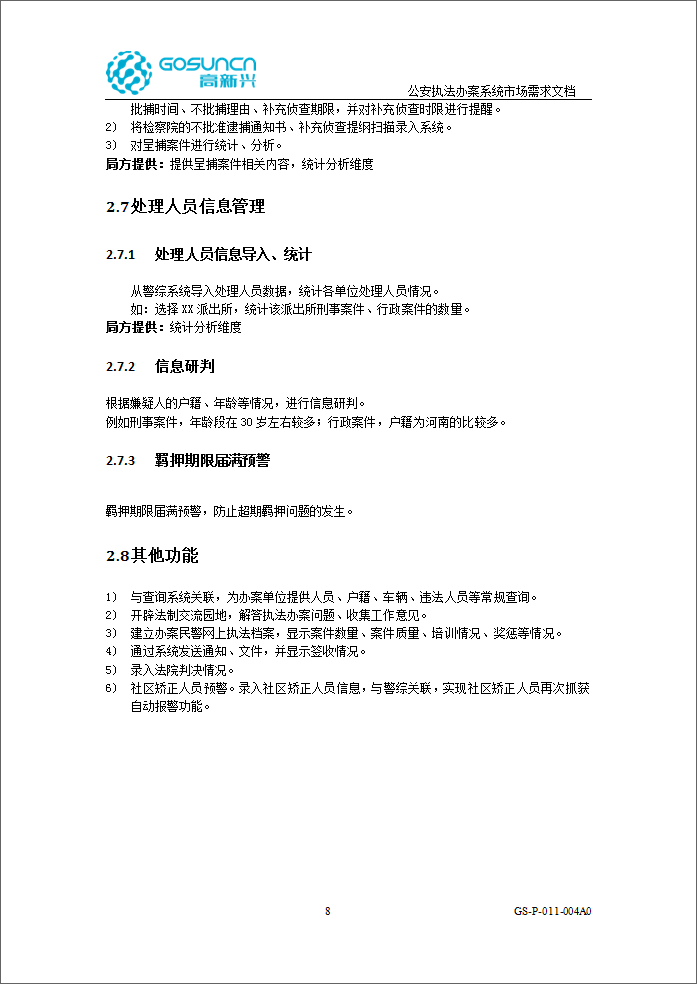 GOSUNCN
高新兴
公安执法办案系统市场需求文档
批捕时间、不批捕理由、补充侦查期限，并对补充侦查时限进行提醒。
2） 将检察院的不批准逮捕通知书、补充侦查提纲扫描录入系统。
3） 对呈捕案件进行统计、分析。
局方提供：提供呈捕案件相关内容，统计分析维度
2.7处理人员信息管理
2.7.1 处理人员信息导入、统计
从警综系统导入处理人员数据，统计各单位处理人员情况。
如：选择XX派出所，统计该派出所刑事案件、行政案件的数量。
局方提供：统计分析维度
2.7.2 信息研判
根据嫌疑人的户籍、年龄等情况，进行信息研判。
例如刑事案件，年龄段在30岁左右较多；行政案件，户籍为河南的比较多。
2.7.3 羁押期限届满预警
羁押期限届满预警，防止超期羁押问题的发生。
2.8其他功能
1） 与查询系统关联，为办案单位提供人员、户籍、车辆、违法人员等常规查询。
2） 开辟法制交流园地，解答执法办案问题、收集工作意见。
3） 建立办案民警网上执法档案，显示案件数量、案件质量、培训情况、奖惩等情况。
4） 通过系统发送通知、文件，并显示签收情况。
5） 录入法院判决情况。
6） 社区矫正人员预警。录入社区矫正人员信息，与警综关联，实现社区矫正人员再次抓获
自动报警功能。
8 GS-P-011-004A0